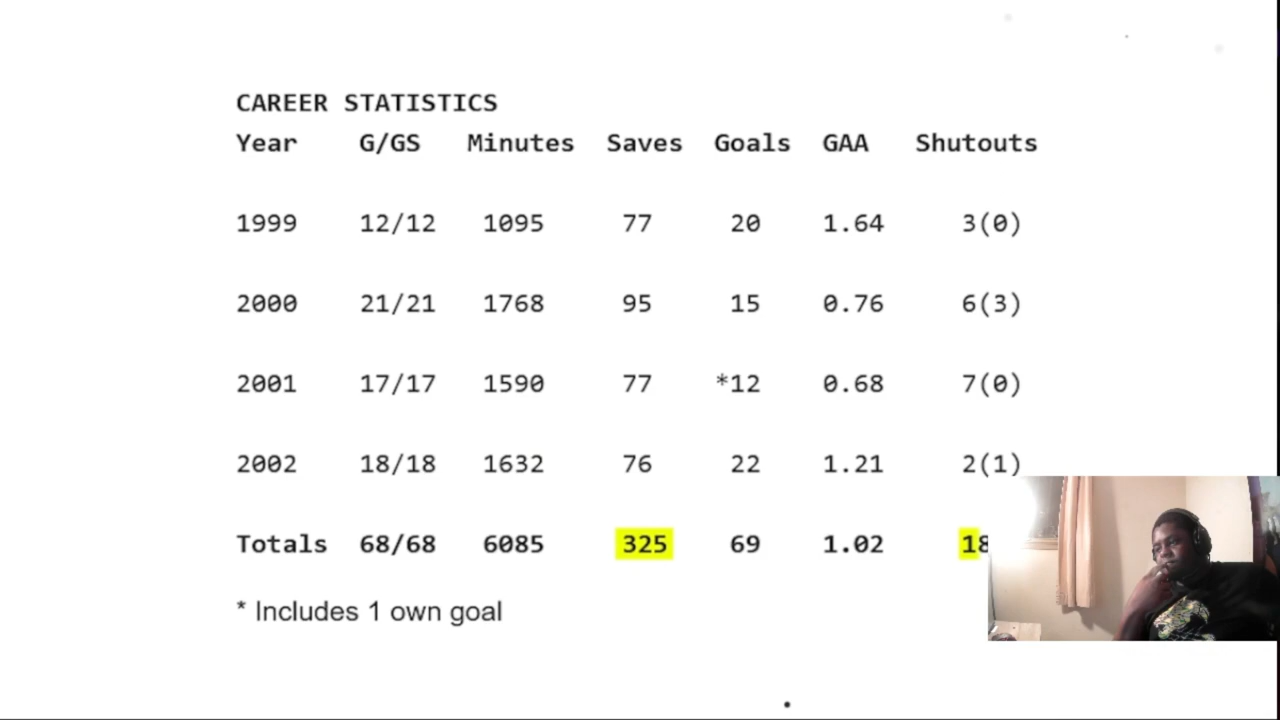 CAREER STATISTICS
Year G/GS Minutes Saves Goals GAA Shutouts
1999 12/12 1095 77 20 1.64 3(0)
2000 21/21 1768 95 15 0.76 6(3)
2001 17/17 1590 77 *12 0.68 7(0)
2002 18/18 1632 76 22 1.21 2(1)
Totals 68/68 6085 325 69 1.02 18
* Includes 1 own goal